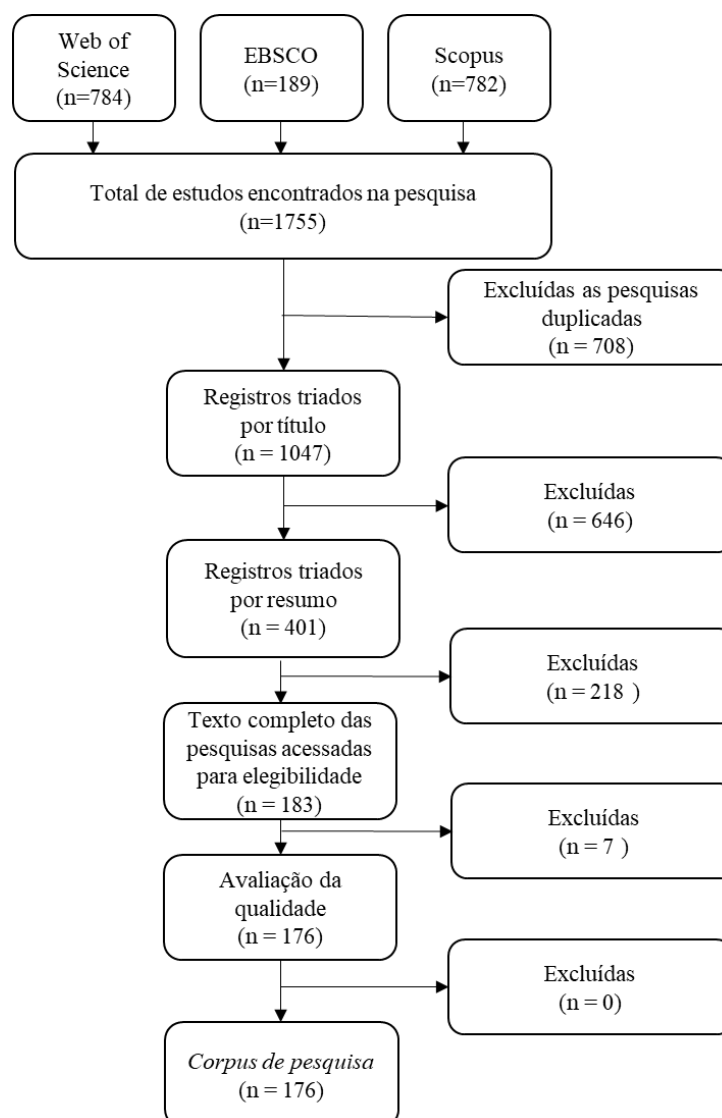 Web of
Science
(n=784)
EBSCO
(n=189)
Scopus
(n=782)
Total de estudos encontrados na pesquisa
(n=1755)
Excluídas as pesquisas
duplicadas
(n = 708)
Registros triados
por título
(n = 1047)
Excluídas
(n = 646)
Registros triados
por resumo
(n = 401)
Excluídas
(n = 218 )
Texto completo das
pesquisas acessadas
para elegibilidade
(n = 183)
Excluídas
(n = 7 )
Avaliação da
qualidade
(n = 176)
Excluídas
(n = 0)
Corpus de pesquisa
(n = 176)